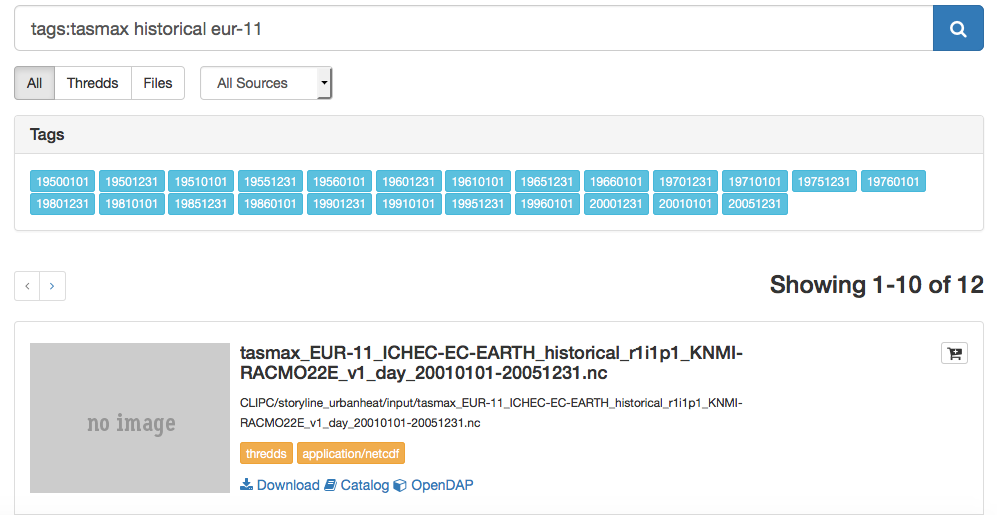 tags:tasmax historical eur-11
All Thredds Files All Sources
Tags
19500101 19501231 19510101 19551231 19560101 19601231 19610101 19651231 19660101 19701231 19710101 19751231 19760101
19801231 19810101 19851231 19860101 19901231 19910101 19951231 19960101 20001231 20010101 20051231
Showing 1-10 of 12
no image
tasmax_EUR-11_ICHEC-EC-EARTH_historical_r1i1p1_KNMI-
RACMO22E_v1_day_20010101-20051231.nc
CLIPC/storyline_urbanheat/input/tasmax_EUR-11_ICHEC-EC-EARTH_historical_r1i1p1_KNMI-
RACMO22E_v1_day_20010101-20051231.nc
thredds application/netcdf
Download Catalog OpenDAP